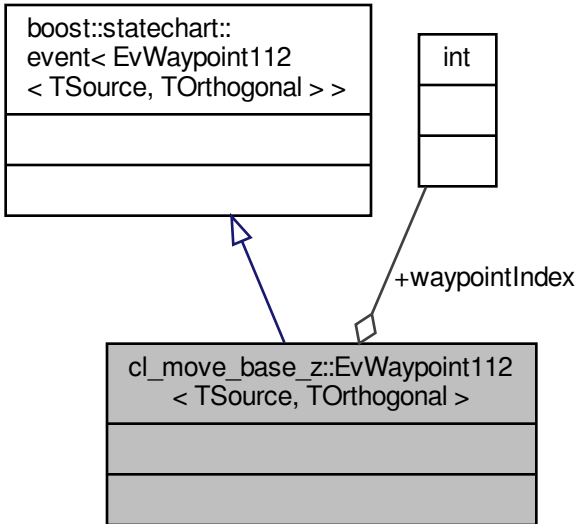 boost::statechart::
event< EvWaypoint112
< TSource, TOrthogonal > >
int
+waypointIndex
cl_move_base_z::EvWaypoint112
< TSource, TOrthogonal >